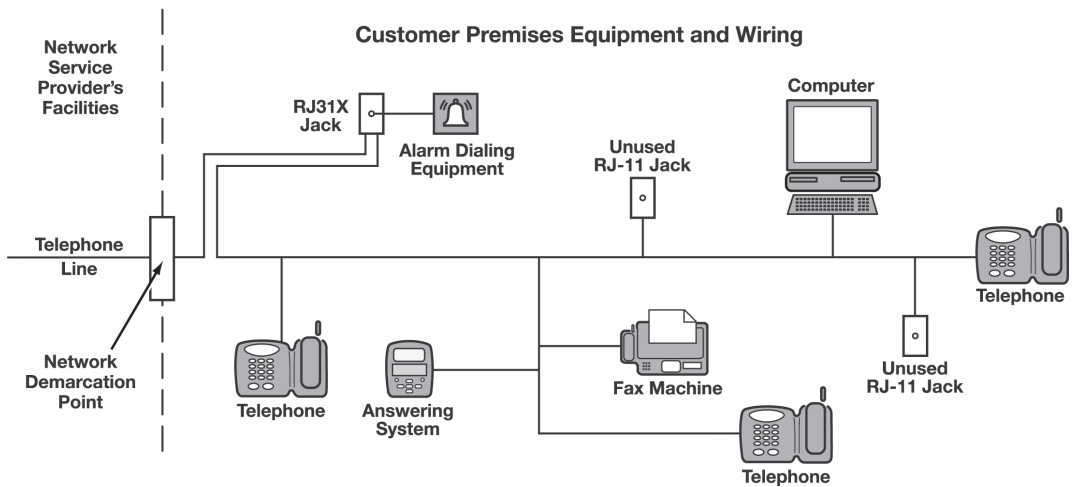 Customer Premises Equipment and Wiring
Network
Service
Provider's
Facilities
RJ31X
Jack
Alarm Dialing
Equipment
Unused
RJ-11 Jack
Computer
Telephone
Line
Telephone
Network
Demarcation
Point
Telephone
Answering
System
Fax Machine
Unused
RJ-11 Jack
Telephone